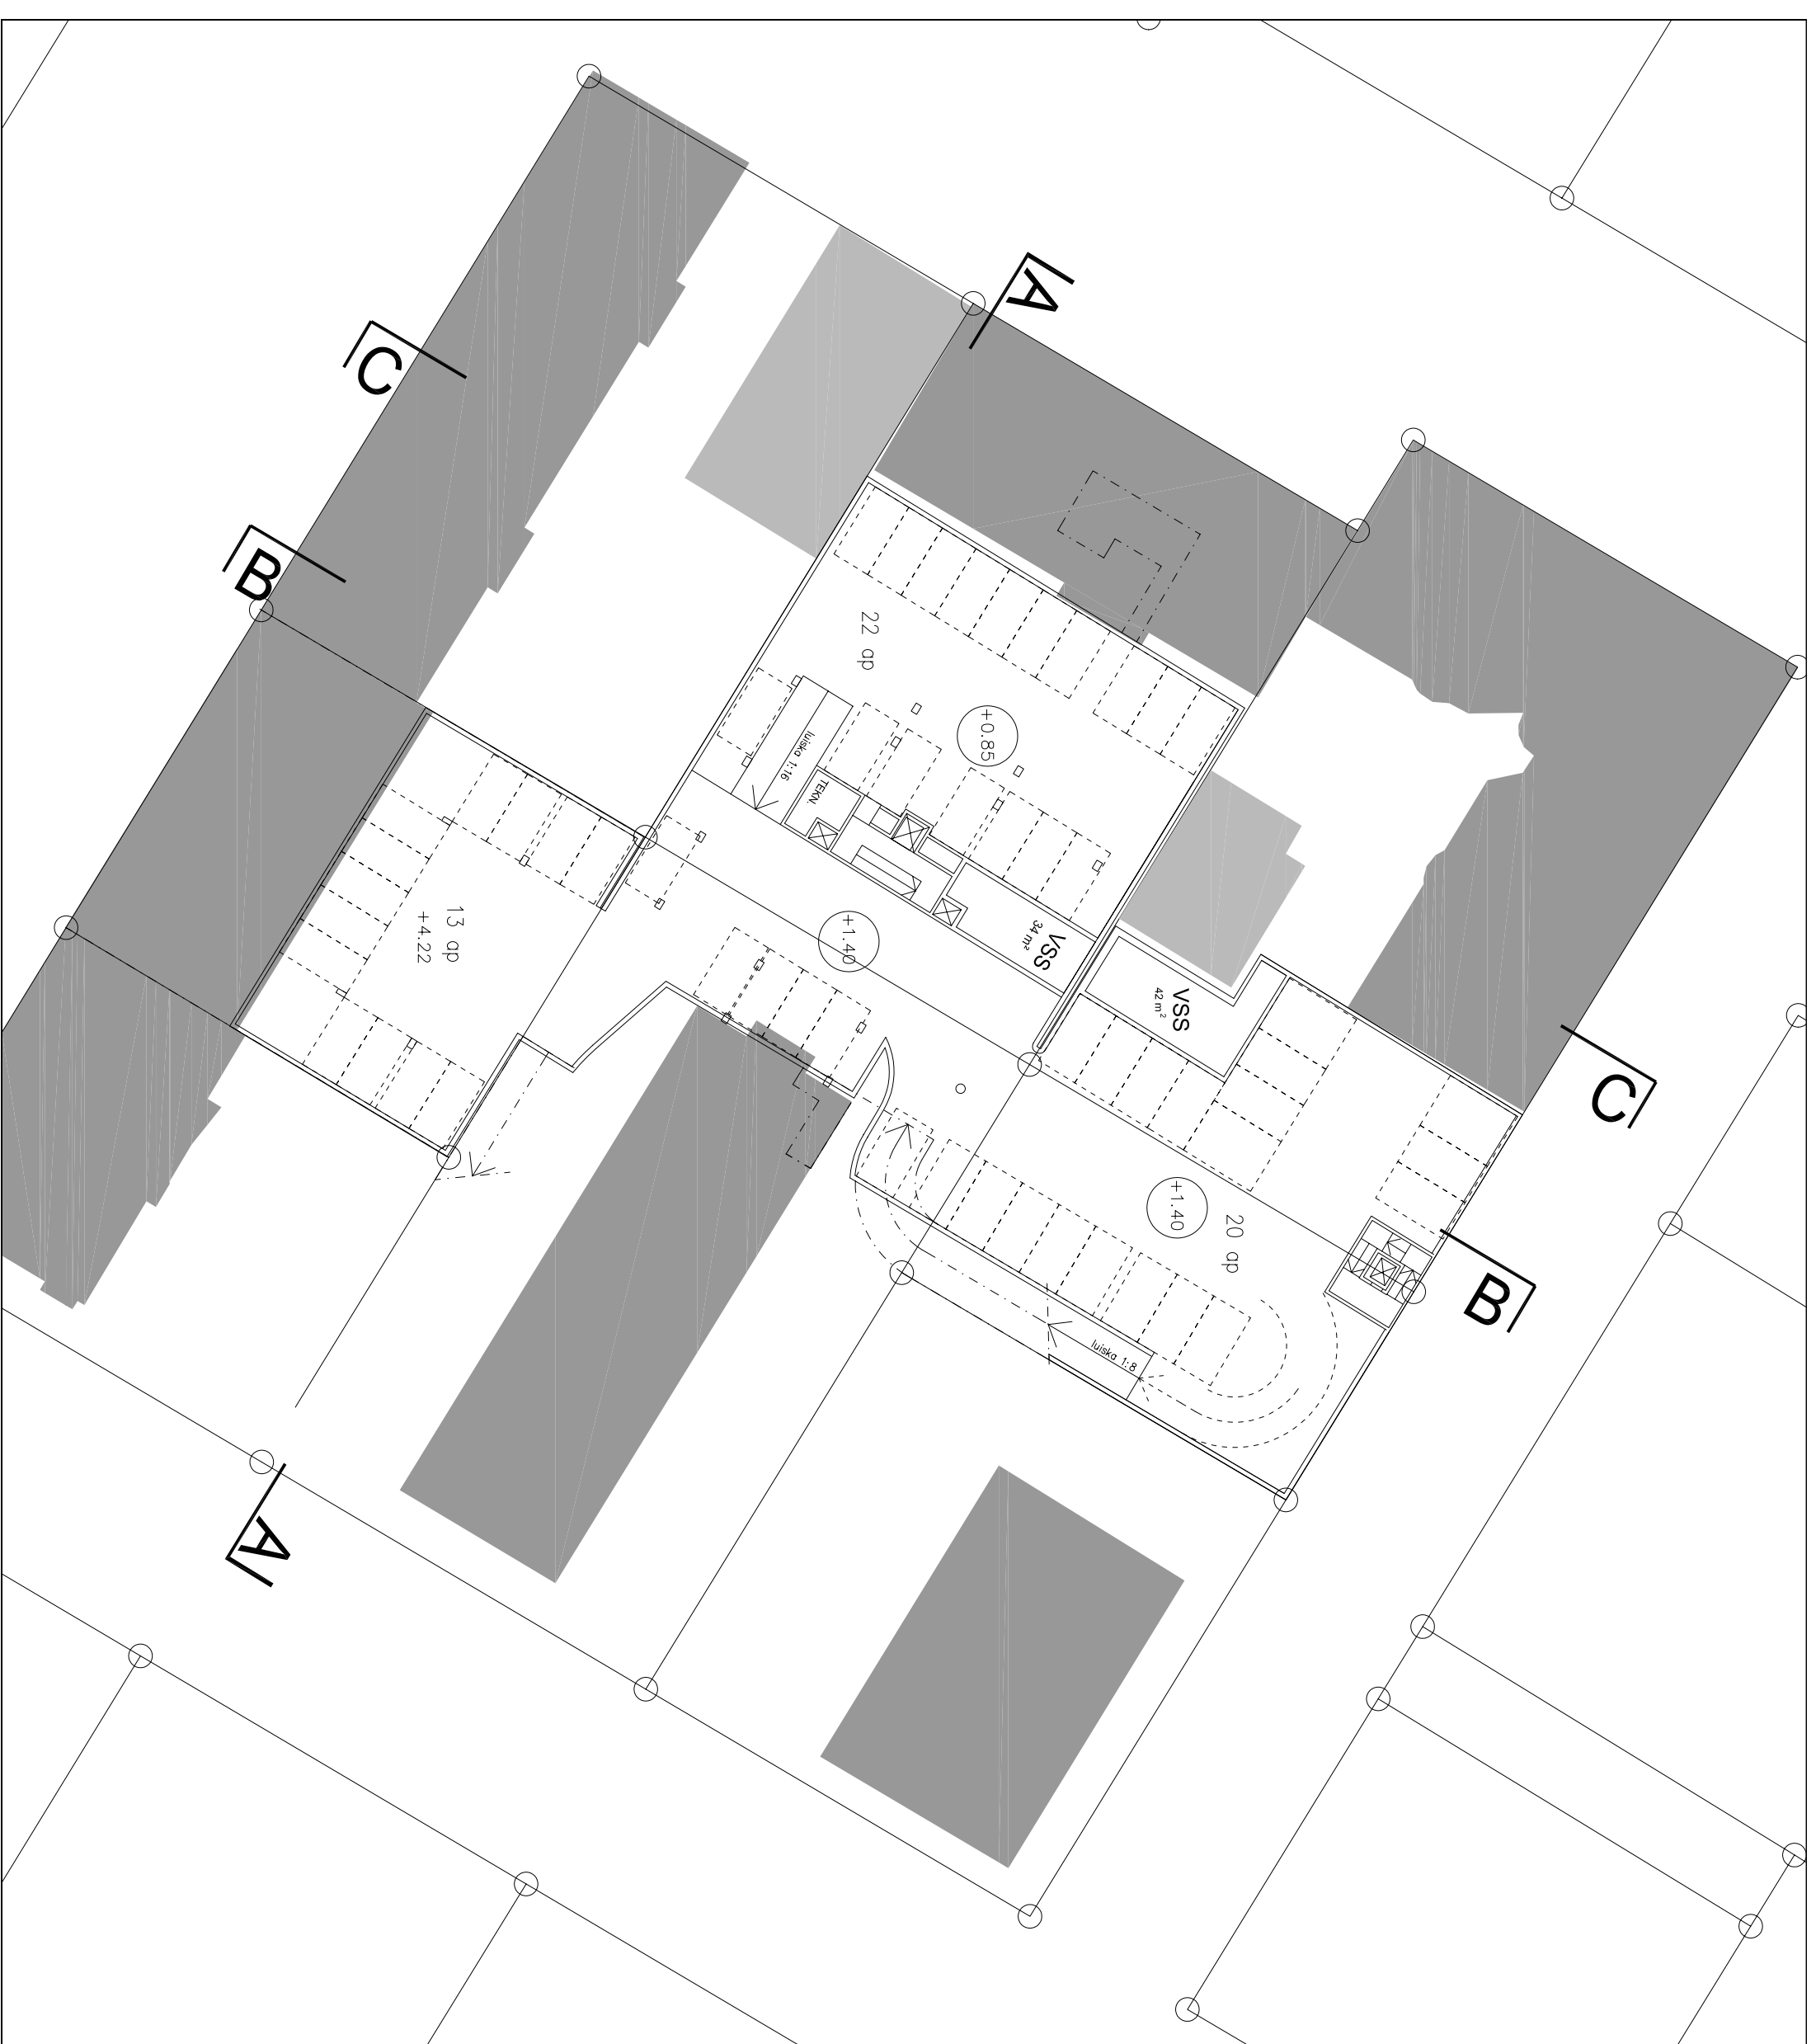 A
C
B
22 ap
+0.85
luiska 1:16
TEKN.
13 ap
+4.22
+1.40
VSS
34 m²
VSS
42 m²
C
+1.40
20 ap
B
luiska 1:8
A